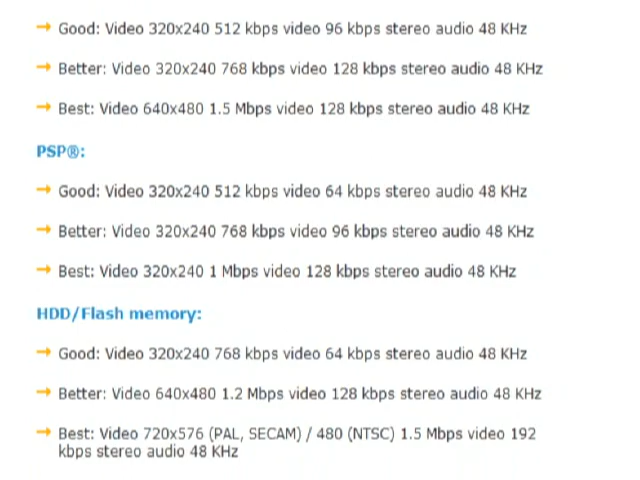 → Good: Video 320x240 512 kbps video 96 kbps stereo audio 48 KHz
→ Better: Video 320x240 768 kbps video 128 kbps stereo audio 48 KHz
→ Best: Video 640x480 1.5 Mbps video 128 kbps stereo audio 48 KHz
PSP®:
→ Good: Video 320x240 512 kbps video 64 kbps stereo audio 48 KHz
→ Better: Video 320x240 768 kbps video 96 kbps stereo audio 48 KHz
→ Best: Video 320x240 1 Mbps video 128 kbps stereo audio 48 KHz
HDD/Flash memory:
→ Good: Video 320x240 768 kbps video 64 kbps stereo audio 48 KHz
→ Better: Video 640x480 1.2 Mbps video 128 kbps stereo audio 48 KHz
→ Best: Video 720x576 (PAL, SECAM) / 480 (NTSC) 1.5 Mbps video 192
kbps stereo audio 48 KHz